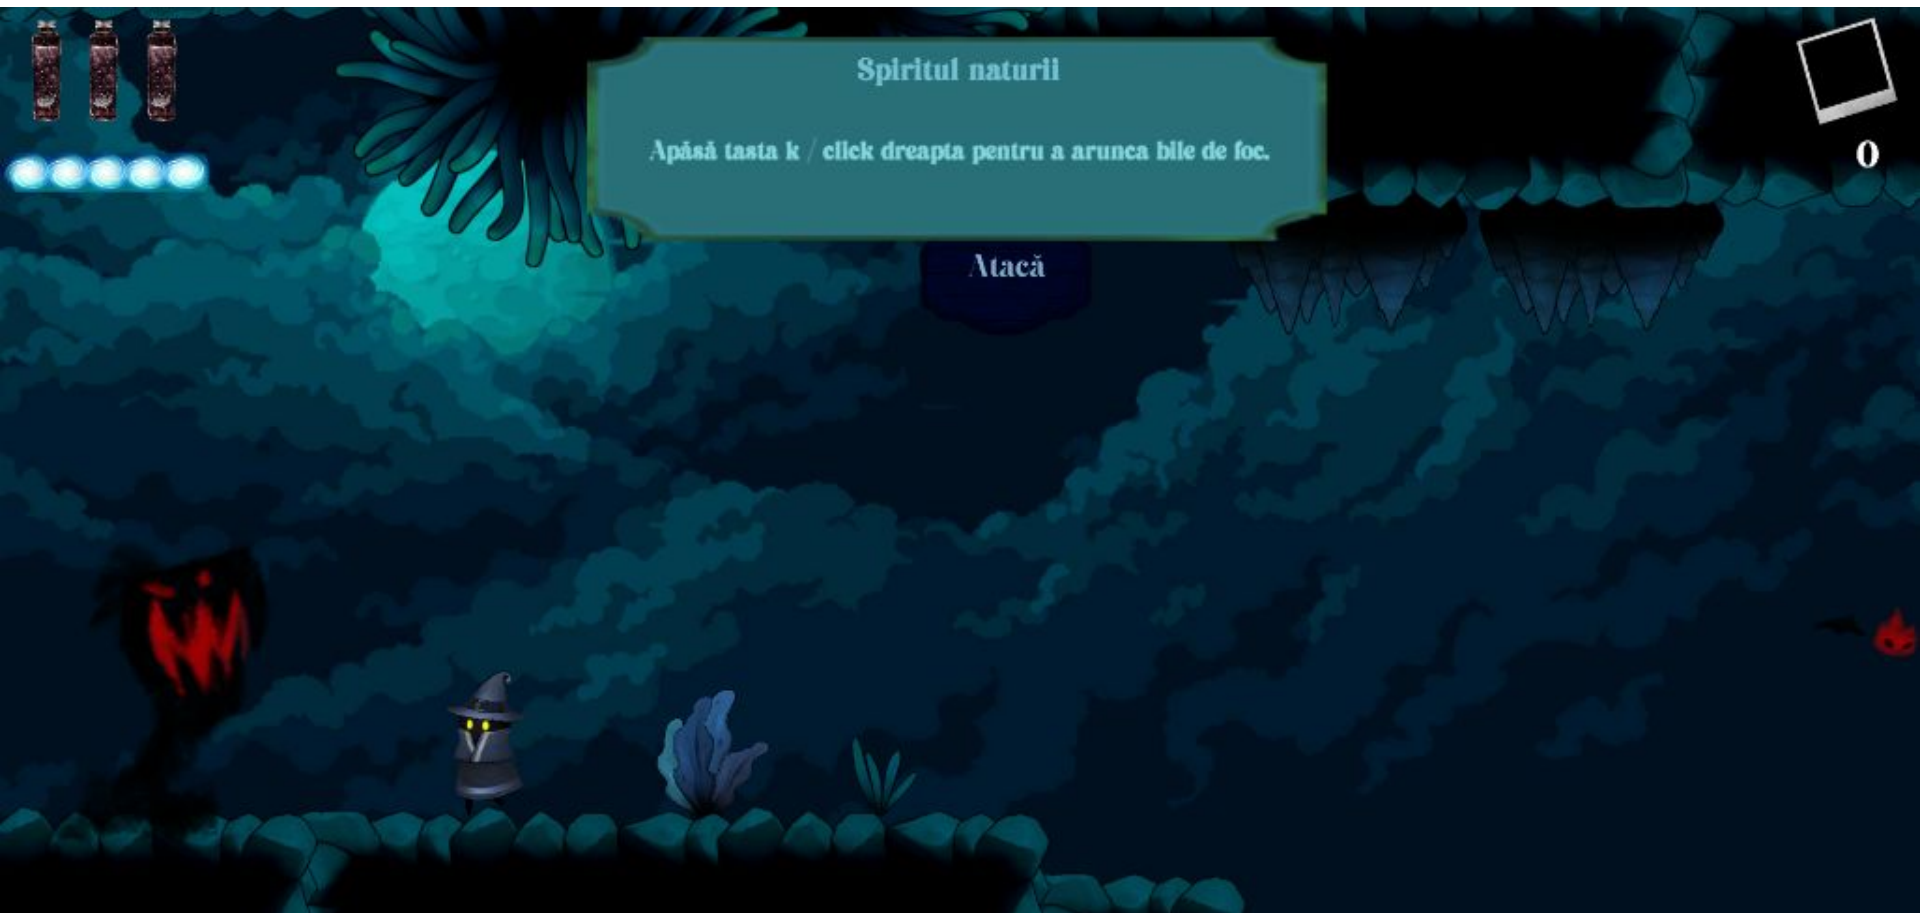 Spiritul naturii
Apăsă tasta k / click dreapta pentru a arunca bile de foc.
0
Atacă